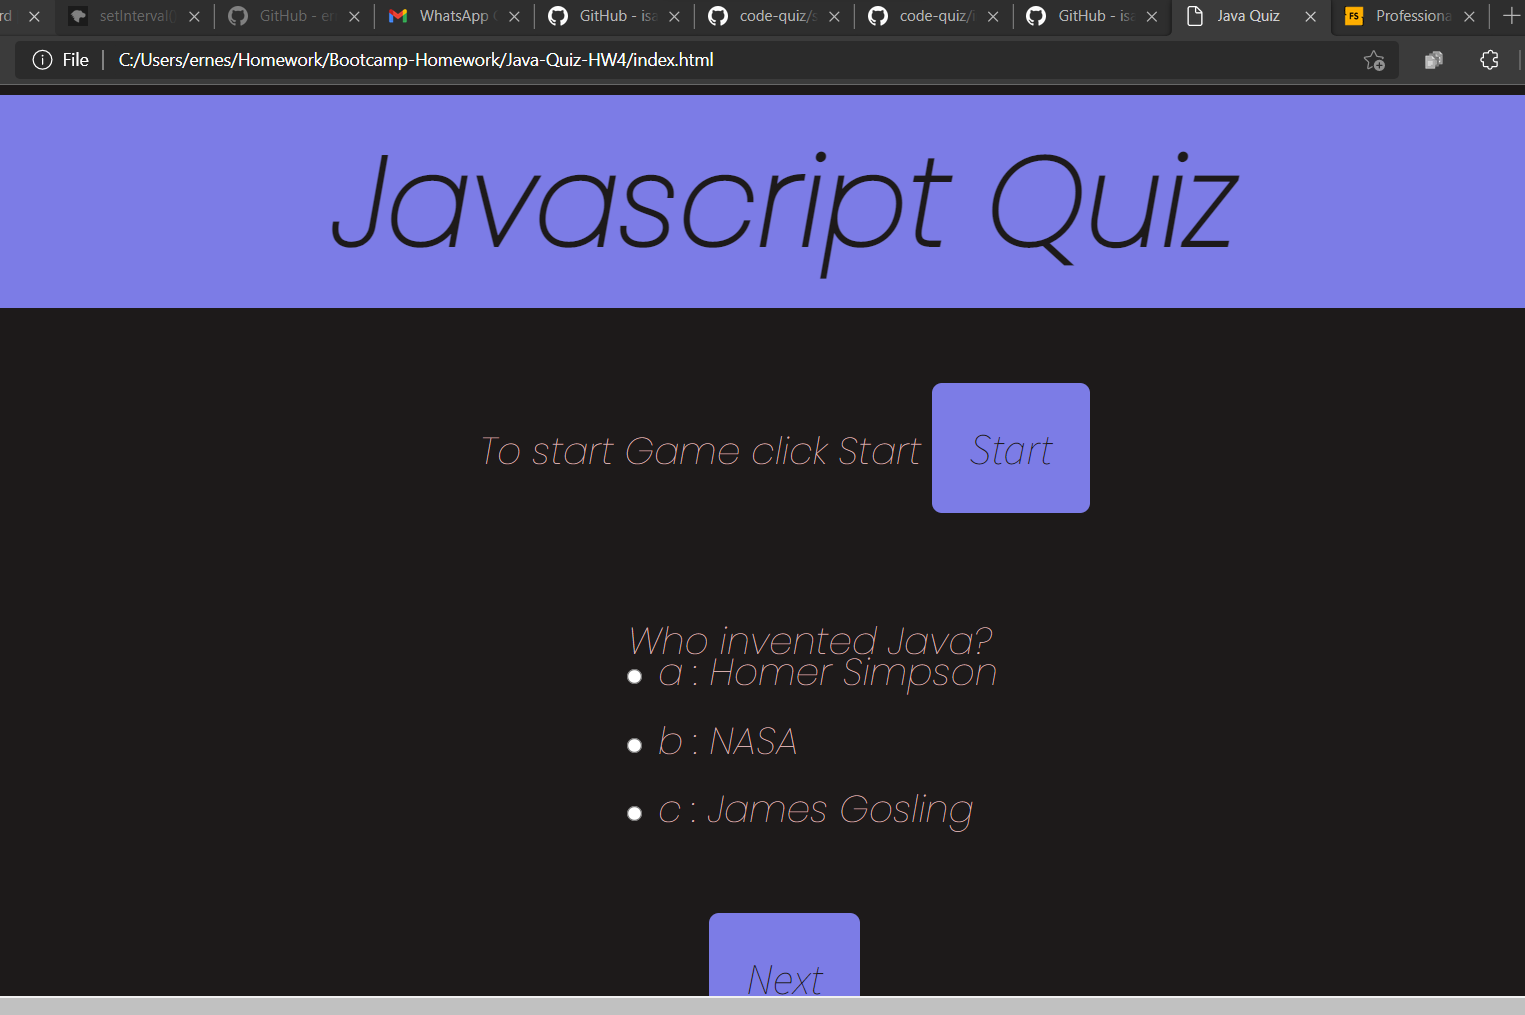 rd
setInterval()
GitHub - er
WhatsApp
GitHub - isa
code-quiz/s
code-quiz/i
GitHub - isa
Java Quiz
FS
Professiona
File
C:/Users/ernes/Homework/Bootcamp-Homework/Java-Quiz-HW4/index.html
Javascript Quiz
To start Game click Start
Start
Who invented Java?
a : Homer Simpson
b : NASA
c : James Gosling
Next